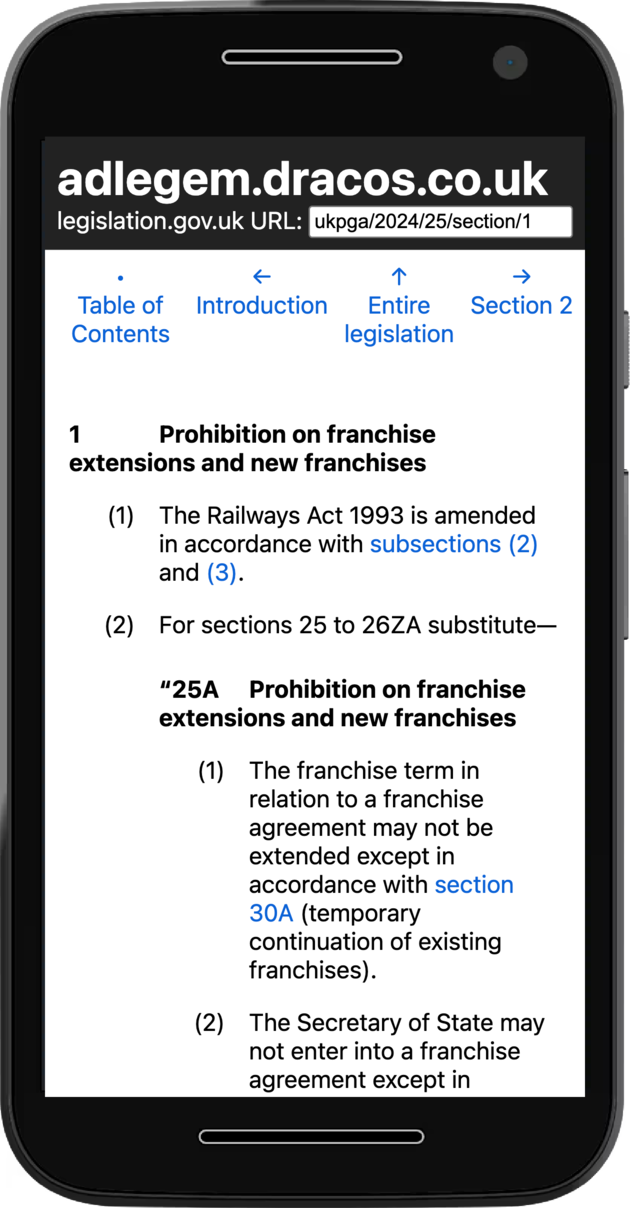 adlegem.dracos.co.uk
legislation.gov.uk URL: ukpga/2024/25/section/1
• ← ↑ →
Table of Contents Introduction Entire legislation Section 2
1 Prohibition on franchise
extensions and new franchises
(1) The Railways Act 1993 is amended
in accordance with subsections (2)
and (3).
(2) For sections 25 to 26ZA substitute—
“25A Prohibition on franchise
extensions and new franchises
(1) The franchise term in
relation to a franchise
agreement may not be
extended except in
accordance with section
30A (temporary
continuation of existing
franchises).
(2) The Secretary of State may
not enter into a franchise
agreement except in